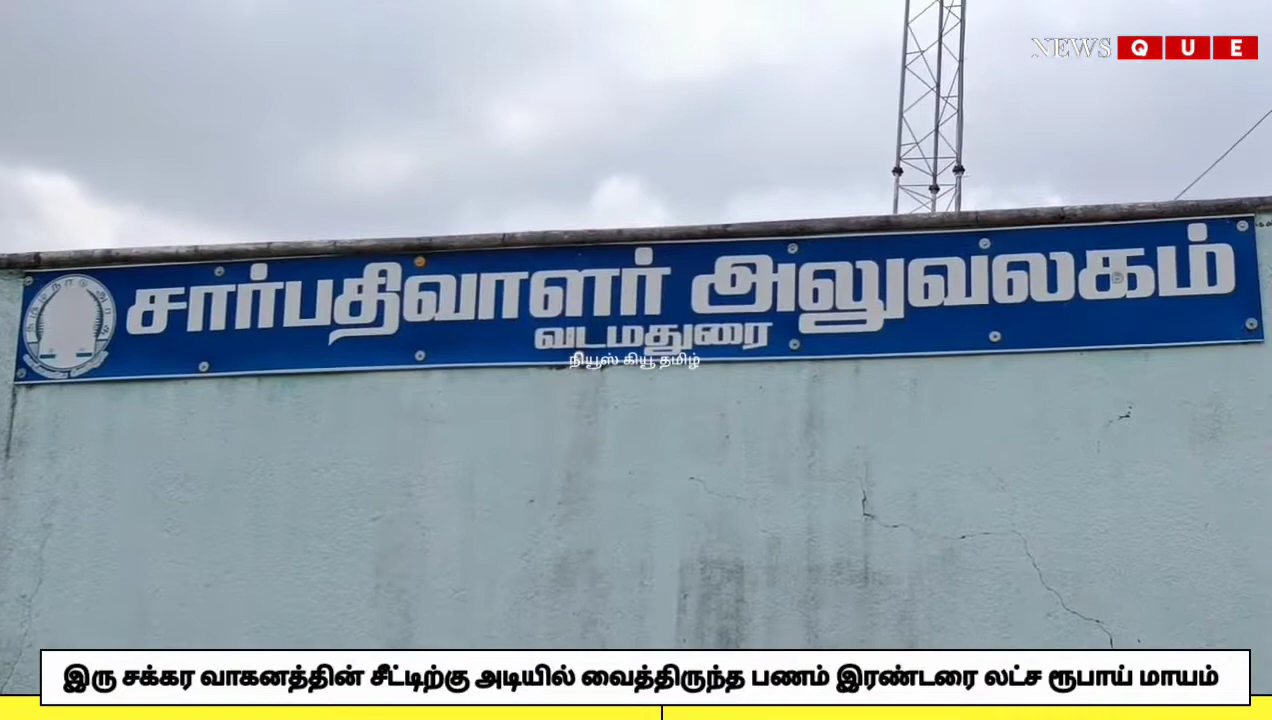 NEWS QUE
சார்பதிவாளர் அலுவலகம்
வடமதுரை
நியூஸ் கியூ தமிழ்
இரு சக்கர வாகனத்தின் சீட்டிற்கு அடியில் வைத்திருந்த பணம் இரண்டரை லட்ச ரூபாய் மாயம்